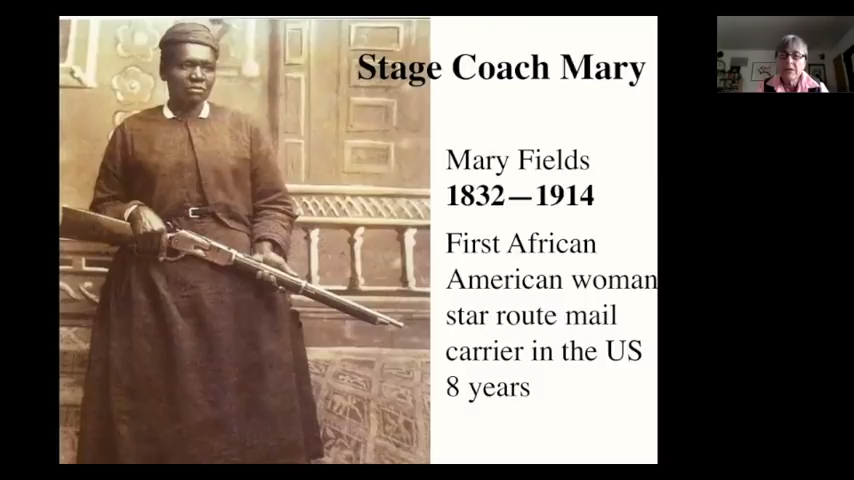 Stage Coach Mary
Mary Fields
1832—1914
First African
American woman
star route mail
carrier in the US
8 years